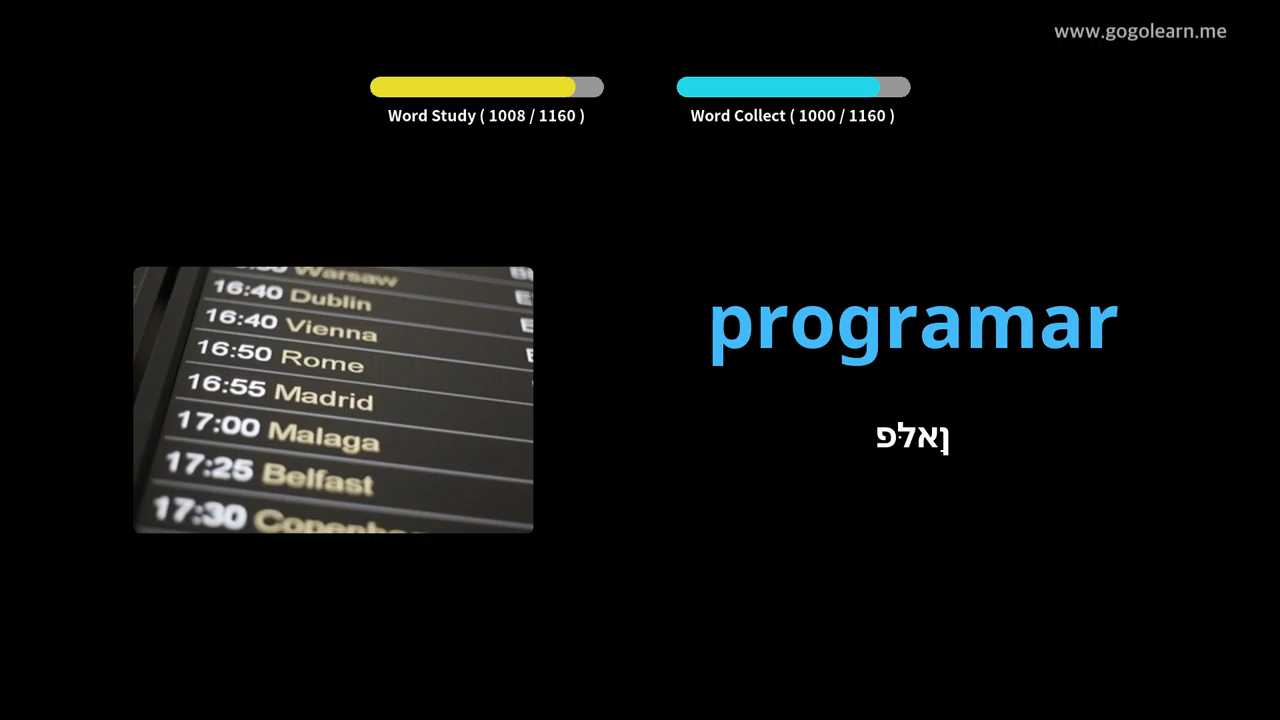 www.gogolearn.me
Word Study ( 1008 / 1160 )
Word Collect ( 1000 / 1160 )
Warsaw
16:40 Dublin
16:40 Vienna
16:50 Rome
16:55 Madrid
17:00 Malaga
17:25 Belfast
17:30
programar
ןָאלּפ